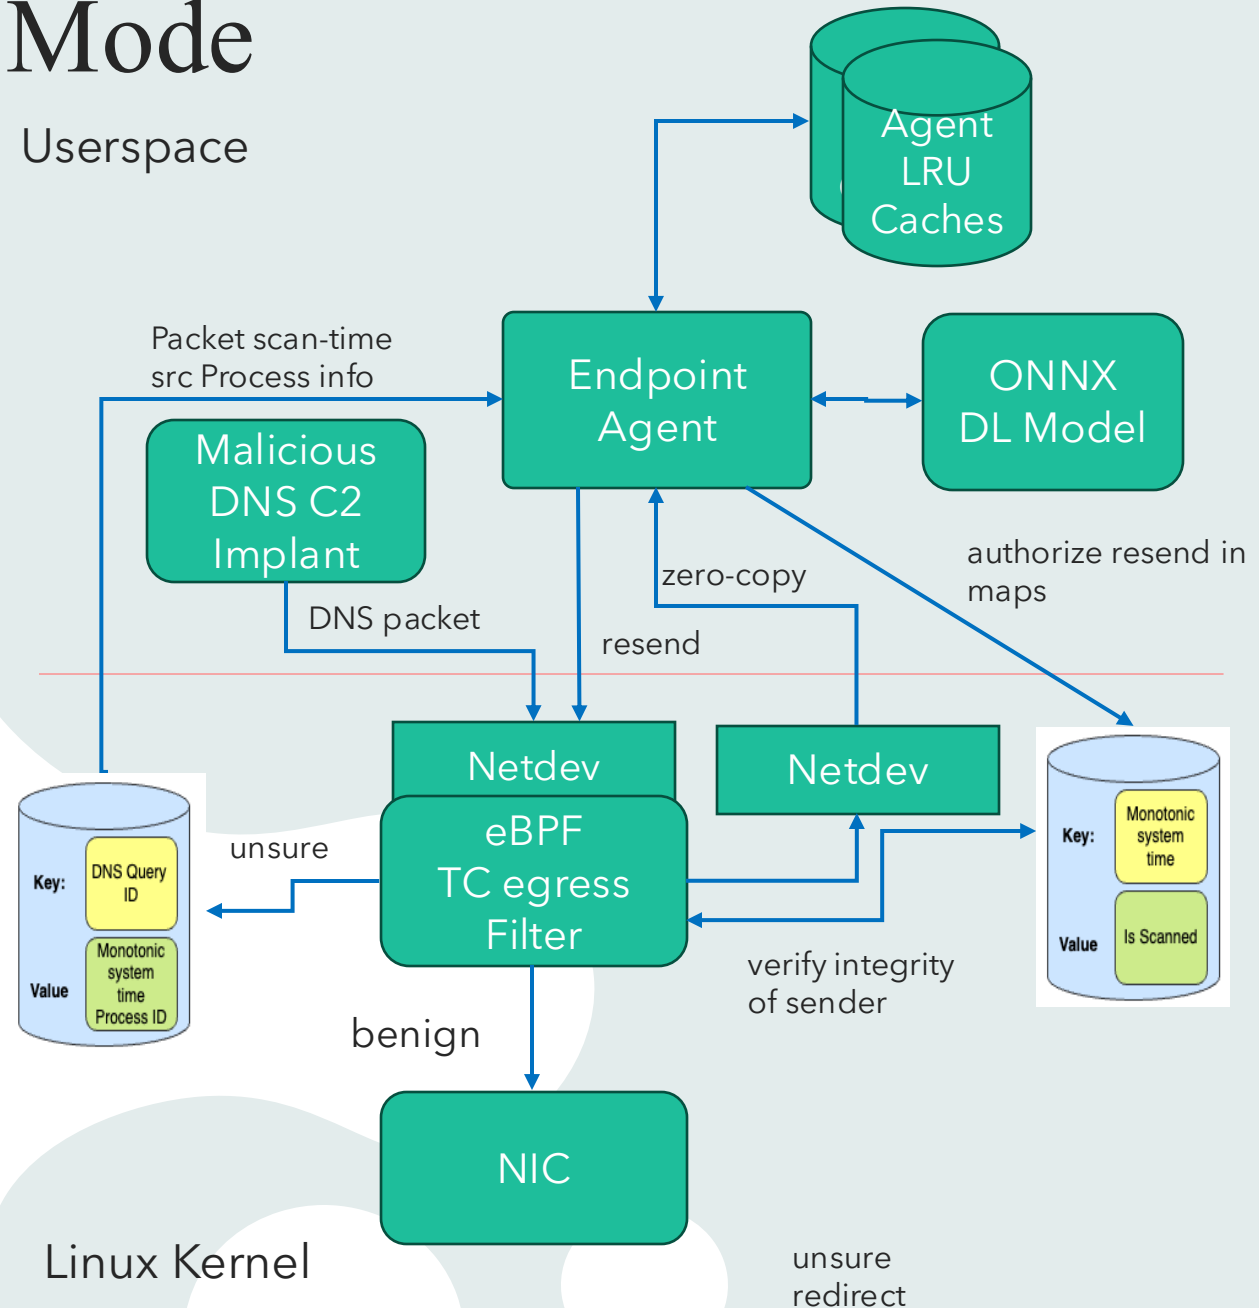 Mode
Userspace
Agent
LRU
Caches
Packet scan-time
src Process info
Endpoint
Agent
ONNX
DL Model
Malicious
DNS C2
Implant
authorize resend in
maps
zero-copy
DNS packet
resend
Netdev
Netdev
eBPF
TC egress
Filter
unsure
Key:
DNS Query
ID
Value
Monotonic
system
time
Process ID
Key:
Monotonic
system
time
Value
Is Scanned
verify integrity
of sender
benign
NIC
Linux Kernel
unsure
redirect